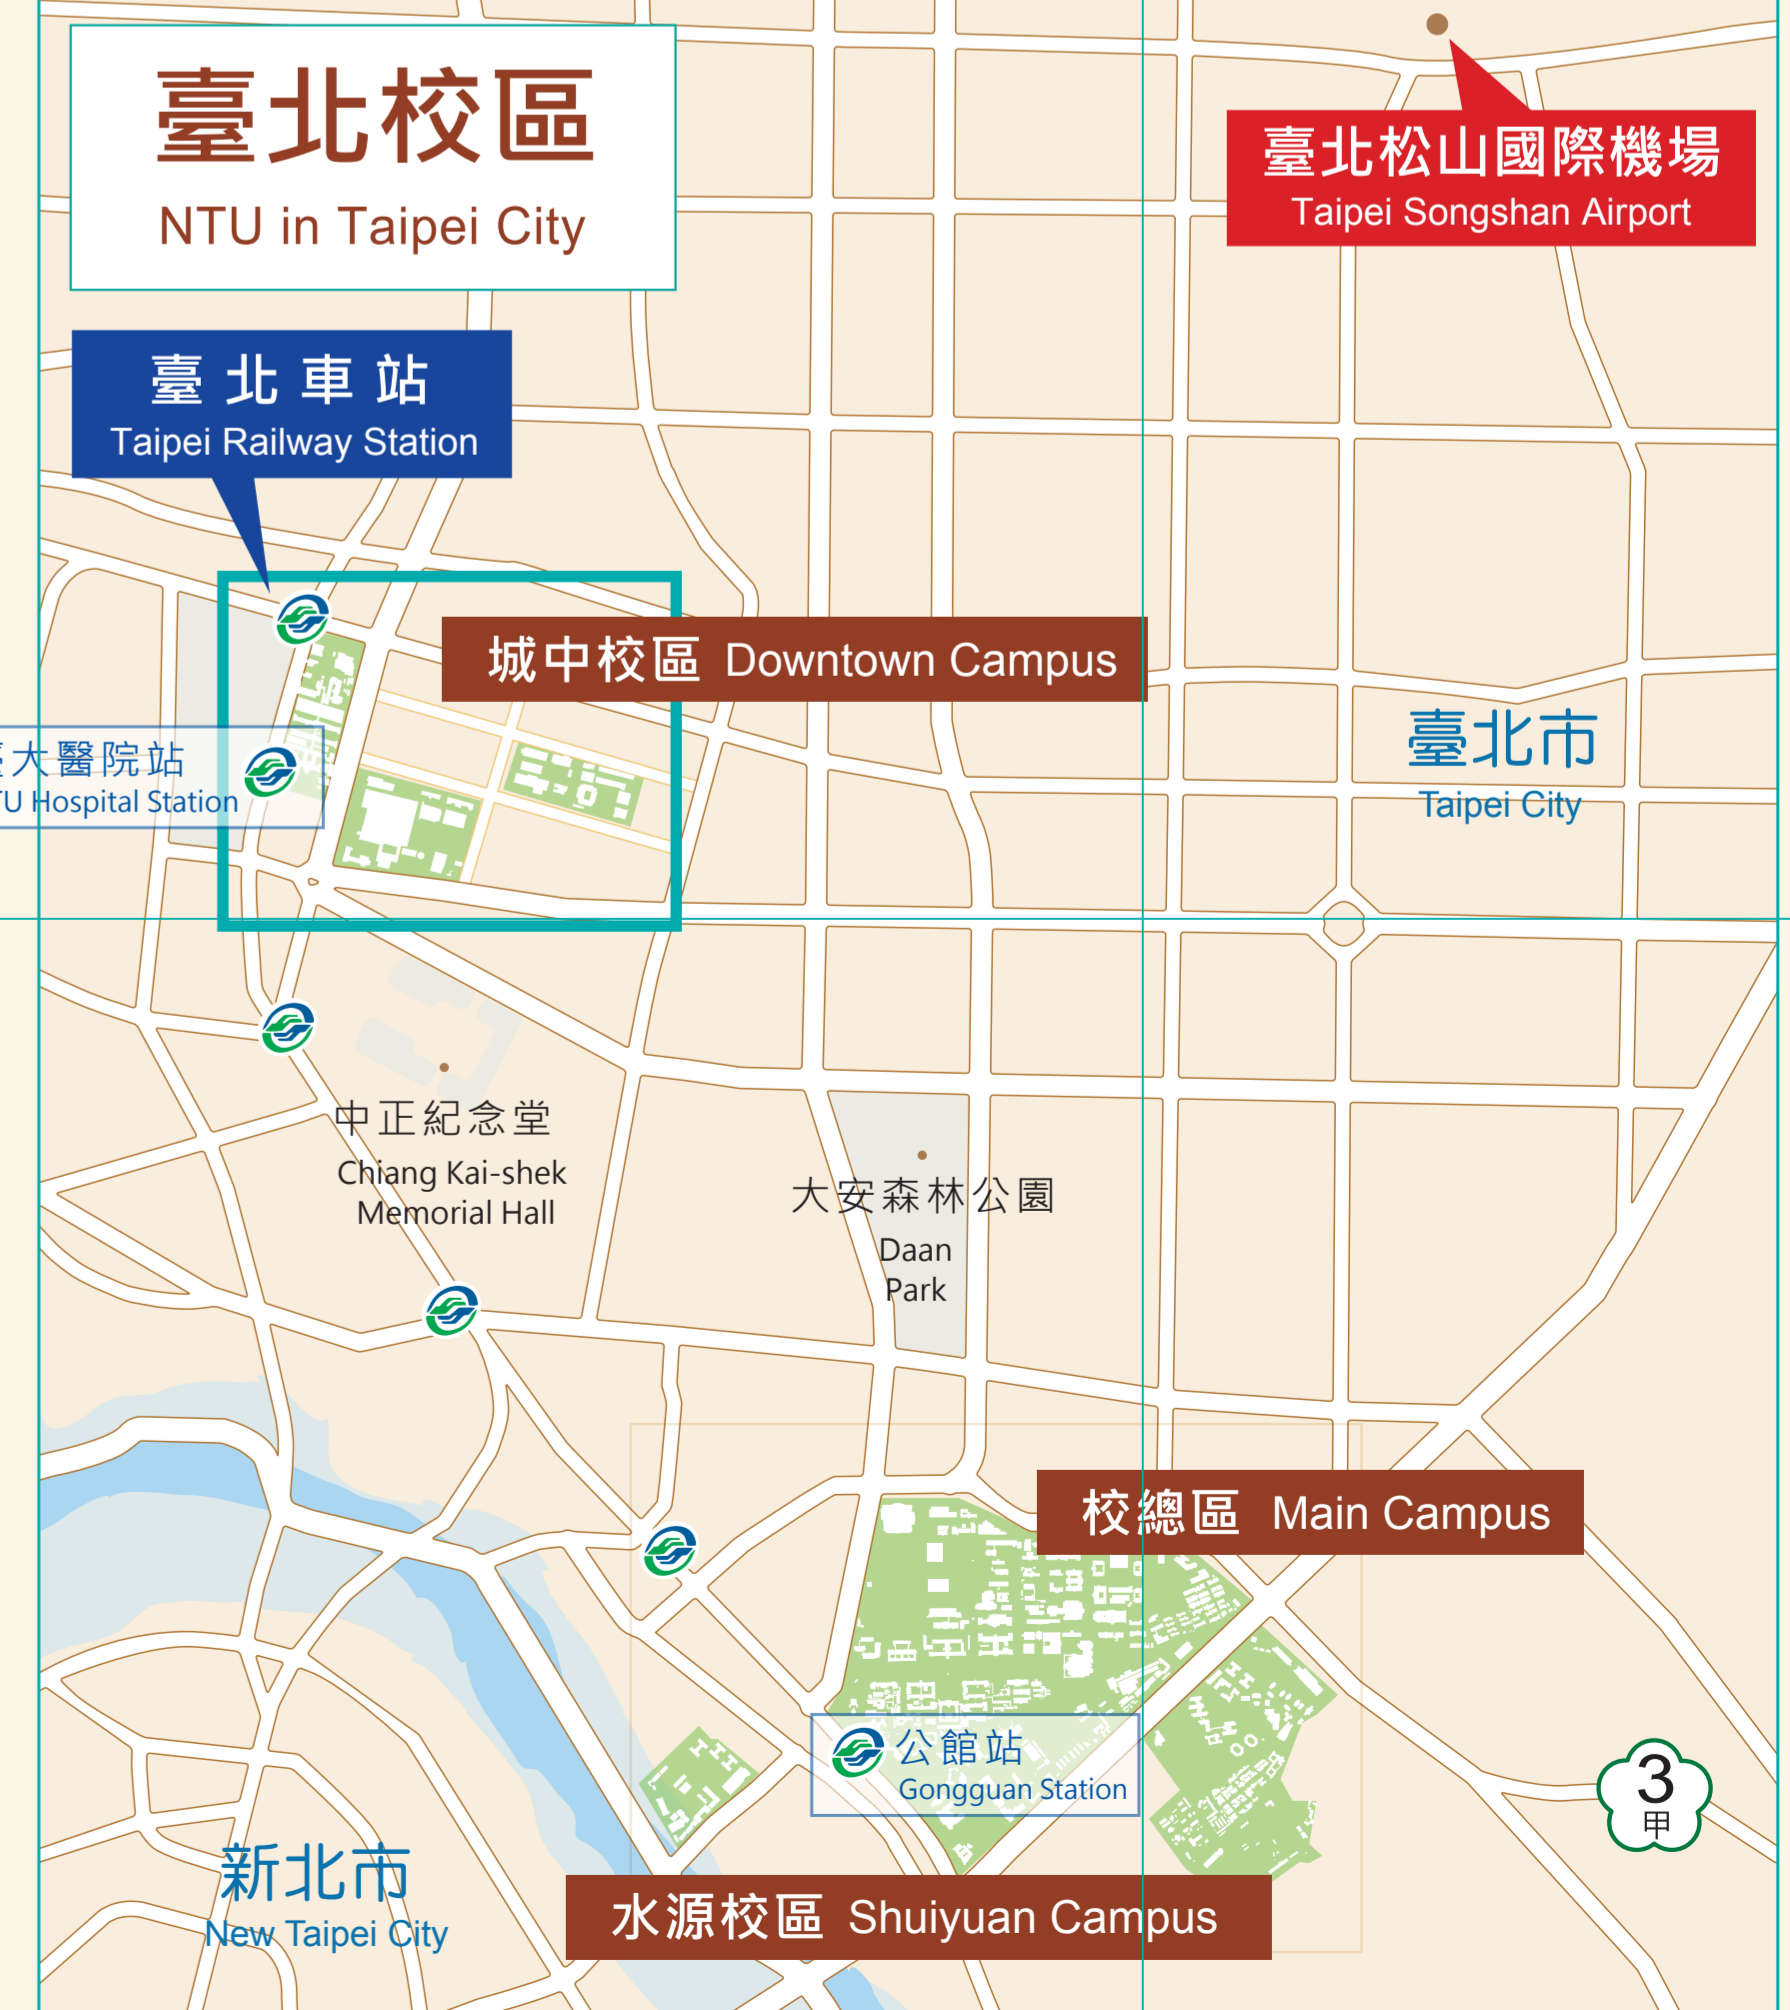 臺北校區
NTU in Taipei City
臺北松山國際機場
Taipei Songshan Airport
臺北車站
Taipei Railway Station
城中校區 Downtown Campus
大醫院站
Hospital Station
臺北市
Taipei City
中正紀念堂
Chiang Kai-shek
Memorial Hall
大安森林公園
Daan
Park
校總區 Main Campus
公館站
Gongguan Station
3
甲
新北市
New Taipei City
水源校區 Shuiyuan Campus